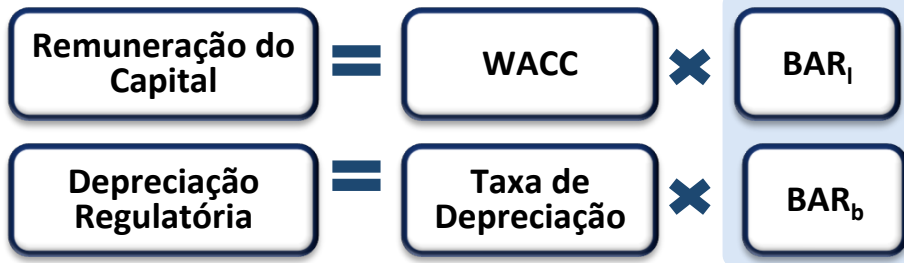 Remuneração do
Capital
=
WACC
×
BARl
Depreciação
Regulatória
=
Taxa de
Depreciação
×
BARb